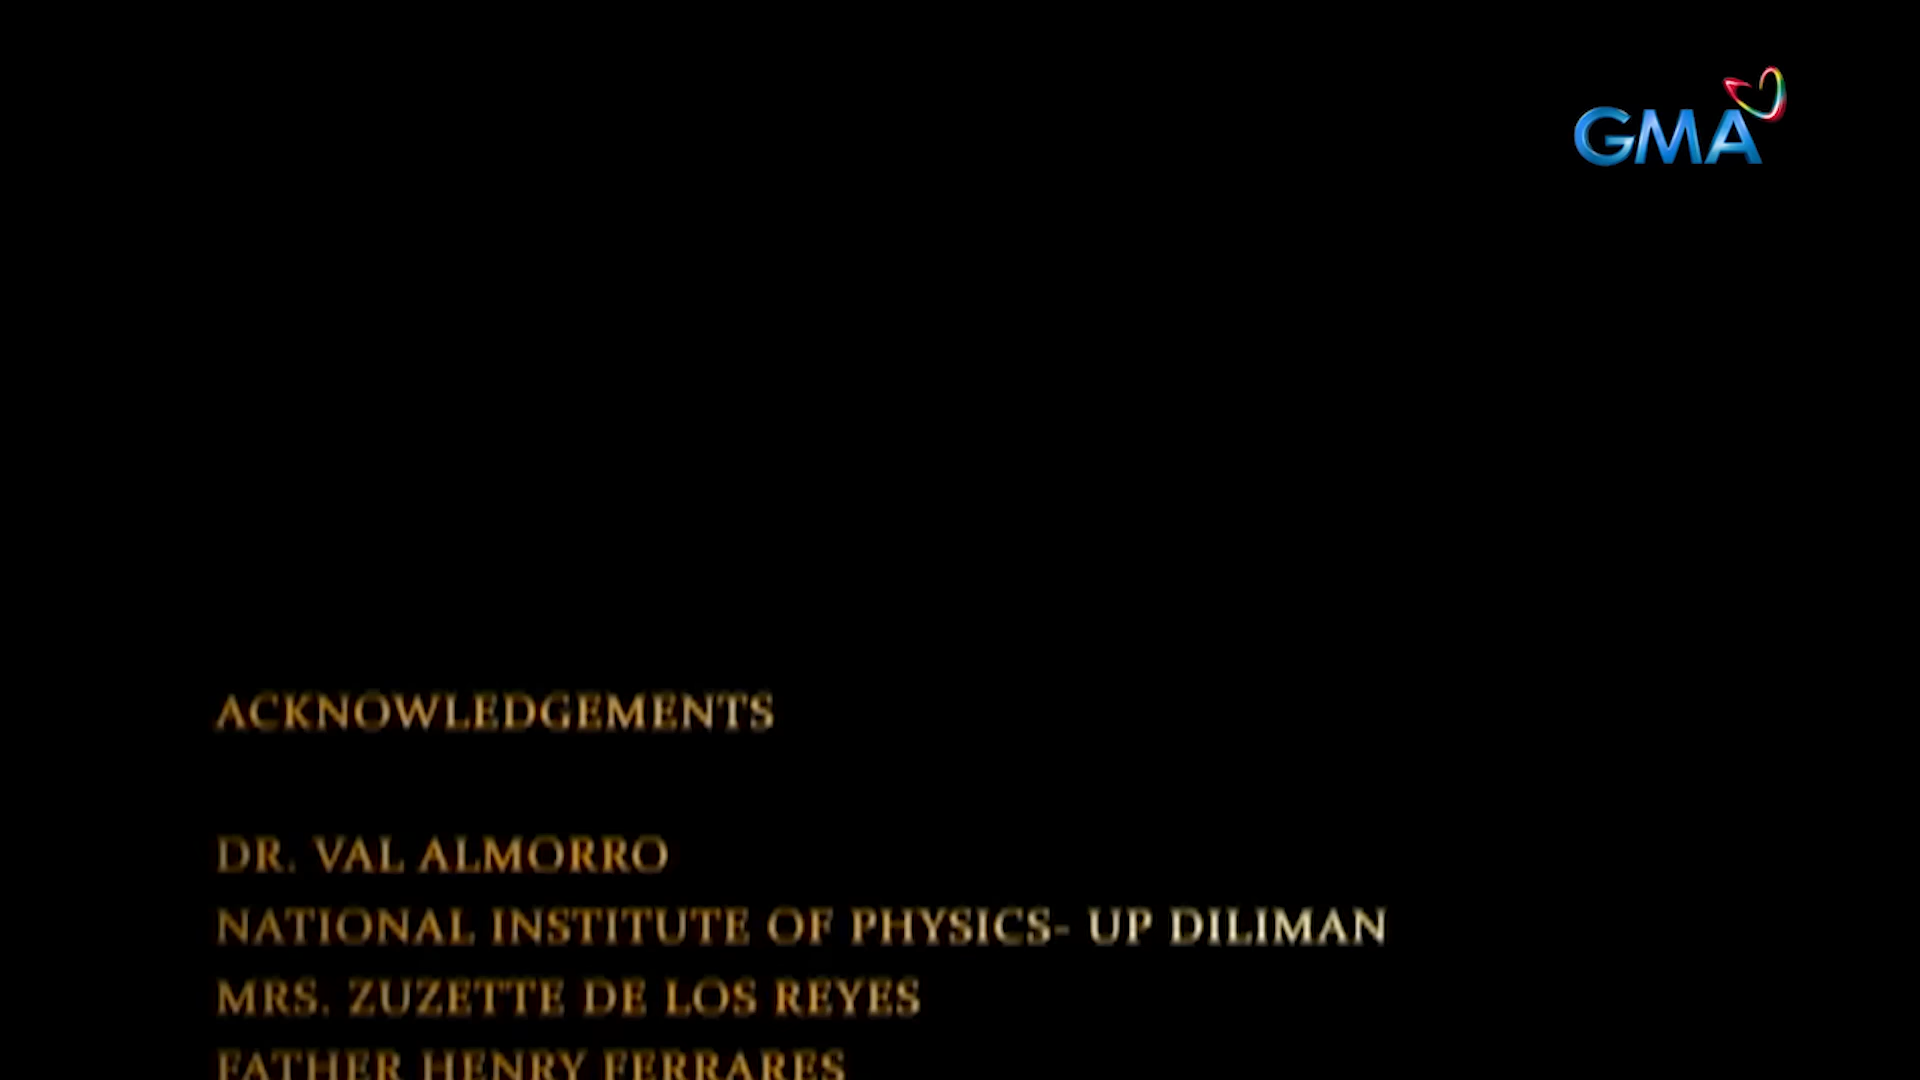 GMA
ACKNOWLEDGEMENTS
DR. VAL ALMORRO
NATIONAL INSTITUTE OF PHYSICS- UP DILIMAN
MRS. ZUZETTE DE LOS REYES
FATHER HENRY FERRARES